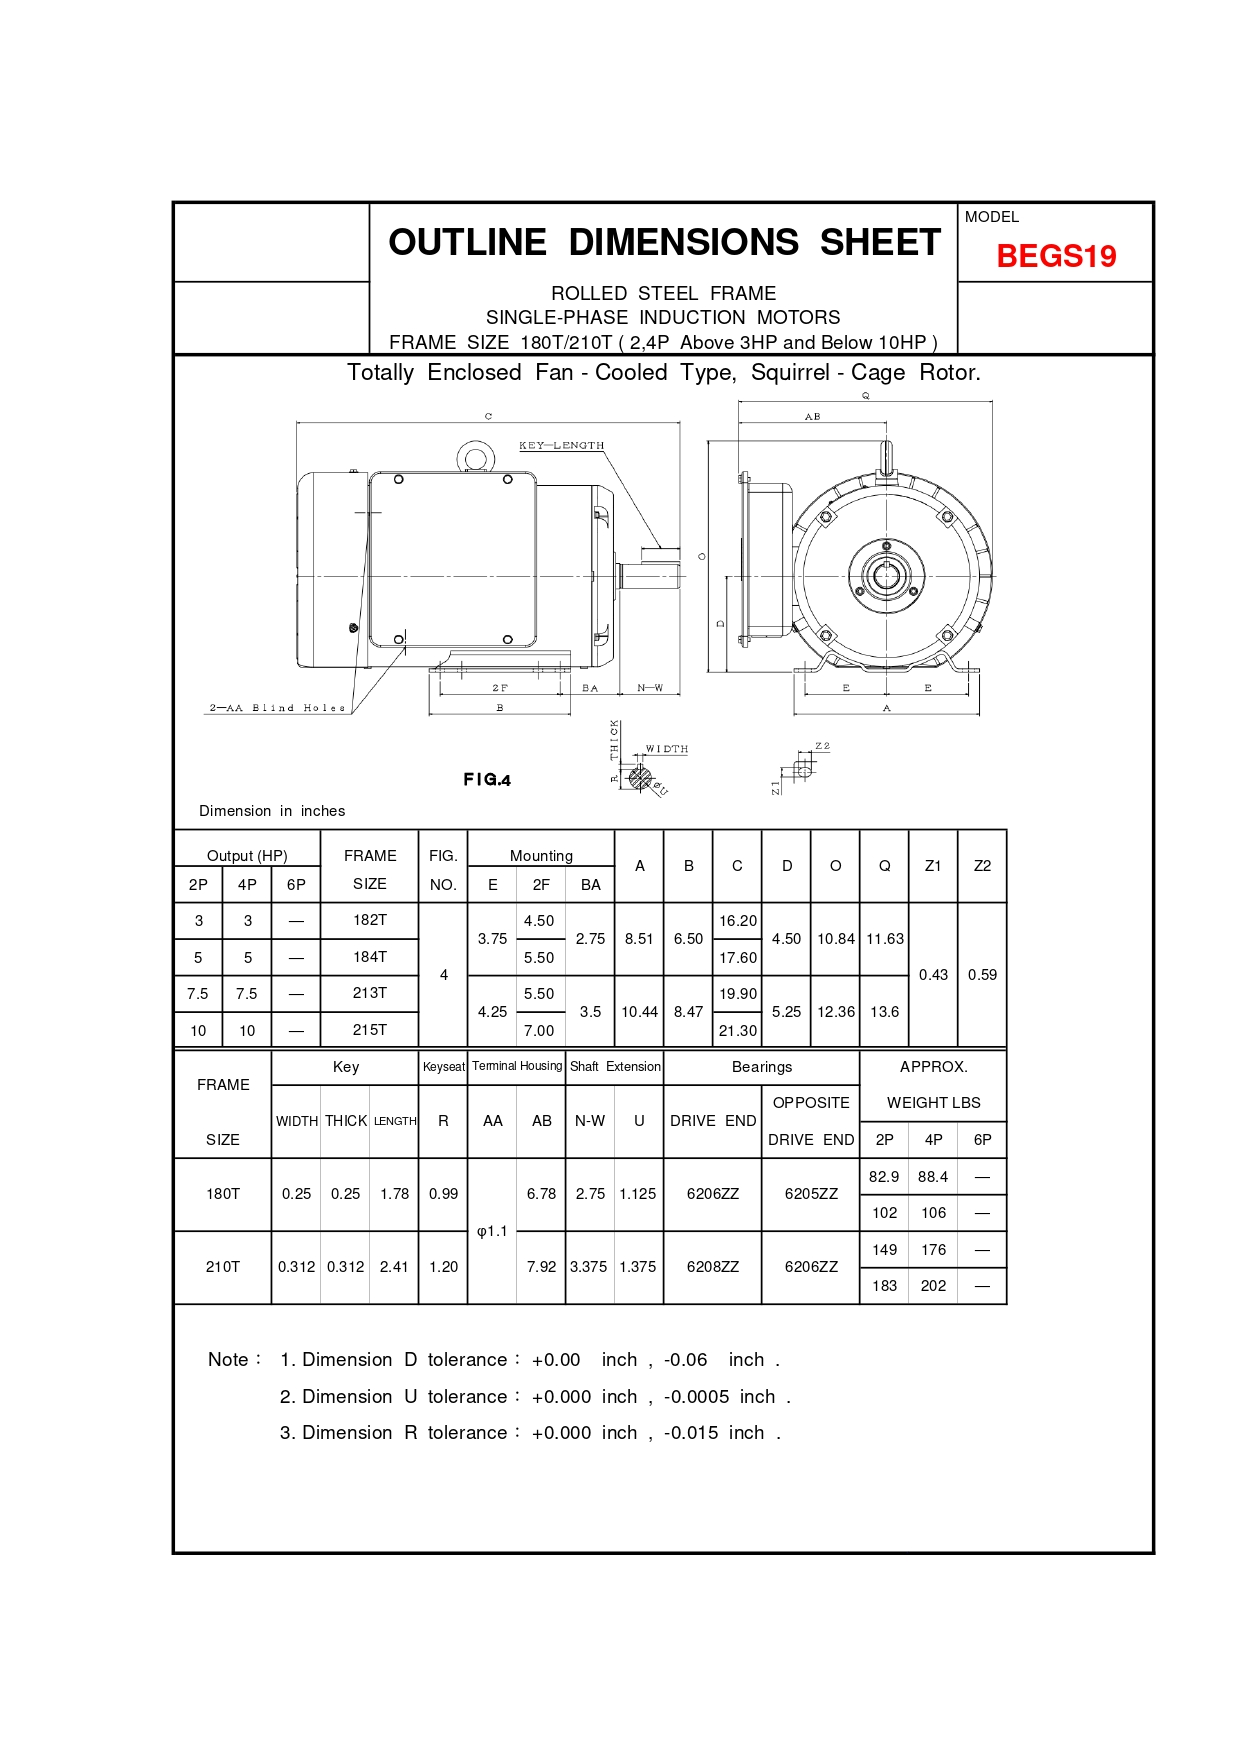 OUTLINE DIMENSIONS SHEET
MODEL
BEGS19
ROLLED STEEL FRAME
SINGLE-PHASE INDUCTION MOTORS
FRAME SIZE 180T/210T ( 2,4P Above 3HP and Below 10HP )
Totally Enclosed Fan - Cooled Type, Squirrel - Cage Rotor.
C
Q
AB
KEY—LENGTH
O
D
2F
BA
N—W
B
E
E
A
2—AA Blind Holes
R THICK
WIDTH
øU
Z2
Z1
FIG.4
Dimension in inches
Output (HP) FRAME FIG. Mounting A B C D O Q Z1 Z2
2P 4P 6P SIZE NO. E 2F BA
3 3 — 182T 4.50 16.20
3.75 2.75 8.51 6.50 4.50 10.84 11.63
5 5 — 184T 5.50 17.60
4 0.43 0.59
7.5 7.5 — 213T 5.50 19.90
4.25 3.5 10.44 8.47 5.25 12.36 13.6
10 10 — 215T 7.00 21.30
Key Keyseat Terminal Housing Shaft Extension Bearings APPROX.
FRAME
OPPOSITE WEIGHT LBS
WIDTH THICK LENGTH R AA AB N-W U DRIVE END
SIZE DRIVE END 2P 4P 6P
82.9 88.4 —
180T 0.25 0.25 1.78 0.99 6.78 2.75 1.125 6206ZZ 6205ZZ
102 106 —
φ1.1
149 176 —
210T 0.312 0.312 2.41 1.20 7.92 3.375 1.375 6208ZZ 6206ZZ
183 202 —
Note： 1. Dimension D tolerance：+0.00 inch , -0.06 inch .
2. Dimension U tolerance：+0.000 inch , -0.0005 inch .
3. Dimension R tolerance：+0.000 inch , -0.015 inch .